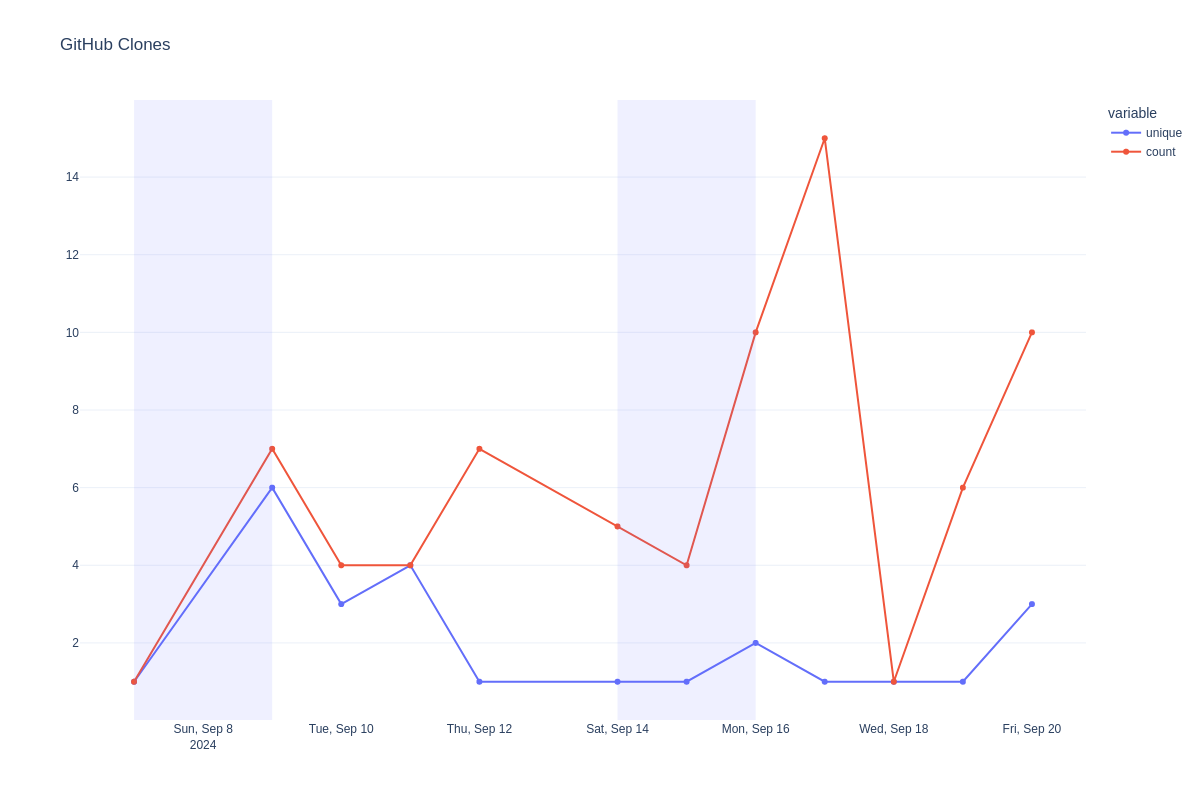 GitHub Clones
variable
unique
count
14
12
10
8
6
4
2
Sun, Sep 8
2024
Tue, Sep 10
Thu, Sep 12
Sat, Sep 14
Mon, Sep 16
Wed, Sep 18
Fri, Sep 20